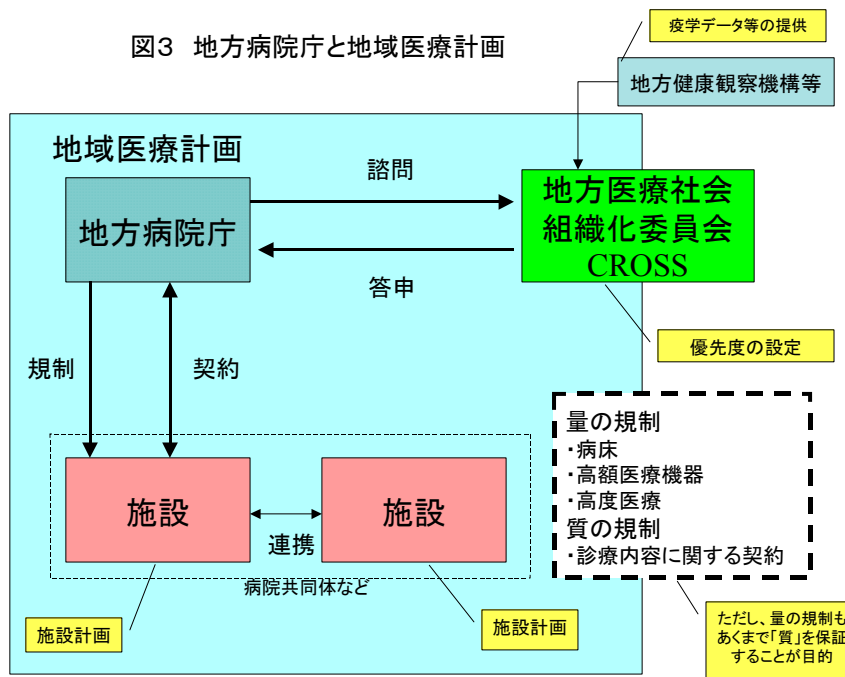 図3 地方病院庁と地域医療計画
疫学データ等の提供
地方健康観察機構等
地域医療計画
諮問
地方病院庁
地方医療社会
組織化委員会
CROSS
答申
優先度の設定
規制
契約
量の規制
・病床
・高額医療機器
・高度医療
質の規制
・診療内容に関する契約
施設
施設
連携
病院共同体など
施設計画
施設計画
ただし、量の規制も
あくまで「質」を保証
することが目的